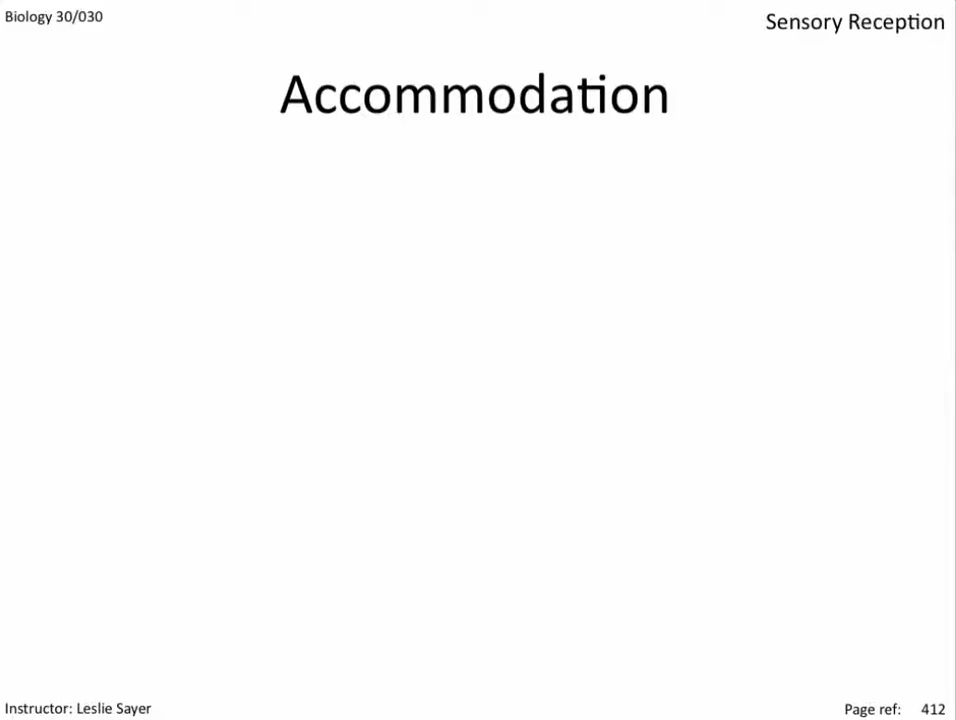 Biology 30/030
Sensory Reception
Accommodation
Instructor: Leslie Sayer
Page ref: 412